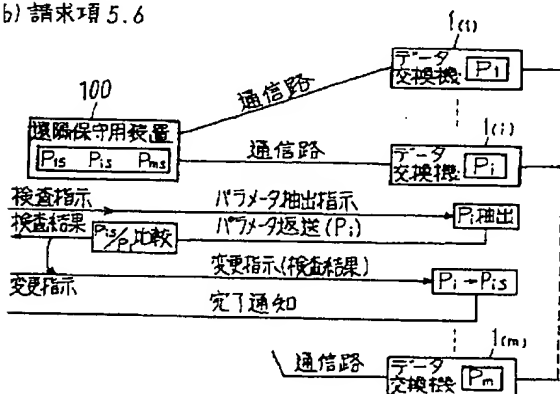 b) 請求項 5.6
1(1)
データ
交換機 P1
100
通信路
遠隔保守用装置
P1S PiS PmS
通信路
1(i)
データ
交換機 Pi
検査指示
パラメータ抽出指示
Pi抽出
検査結果
PiS/Pi 比較
パラメータ返送(Pi)
変更指示(検査結果)
変更指示
Pi→PiS
完了通知
1(m)
通信路
データ
交換機 Pm